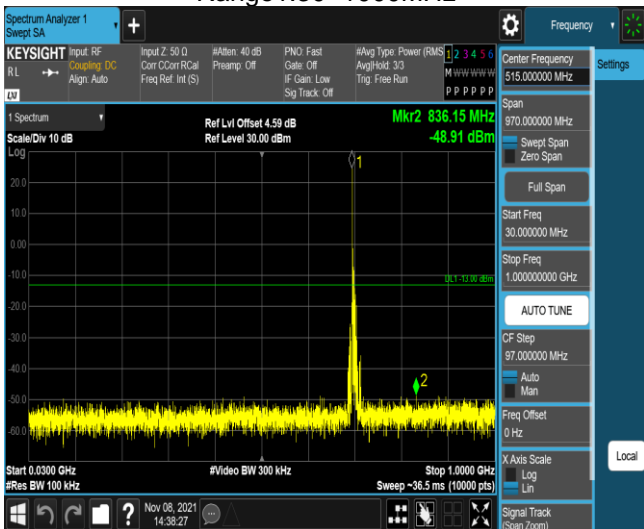 Spectrum Analyzer 1
Swept SA
+
Frequency
KEYSIGHT
RL
LXI
Input: RF
Coupling: DC
Align: Auto
Input Z: 50 Ω
Corr CCorr RCal
Freq Ref: Int (S)
#Atten: 40 dB
Preamp: Off
PNO: Fast
Gate: Off
IF Gain: Low
Sig Track: Off
#Avg Type: Power (RMS
Avg|Hold: 3/3
Trig: Free Run
1 2 3 4 5 6
M W W W W W
P P P P P P
1 Spectrum
Scale/Div 10 dB
Log
Ref Lvl Offset 4.59 dB
Ref Level 30.00 dBm
Mkr2 836.15 MHz
-48.91 dBm
1
20.0
10.0
0.00
-10.0
DL1 -13.00 dBm
-20.0
-30.0
-40.0
2
-50.0
-60.0
Start 0.0300 GHz
#Res BW 100 kHz
#Video BW 300 kHz
Stop 1.0000 GHz
Sweep ~36.5 ms (10000 pts)
?
Nov 08, 2021
14:38:27
Center Frequency
515.000000 MHz
Span
970.000000 MHz
Swept Span
Zero Span
Full Span
Start Freq
30.000000 MHz
Stop Freq
1.000000000 GHz
AUTO TUNE
CF Step
97.000000 MHz
Auto
Man
Freq Offset
0 Hz
X Axis Scale
Log
Lin
Signal Track
(Span Zoom)
Settings
Local